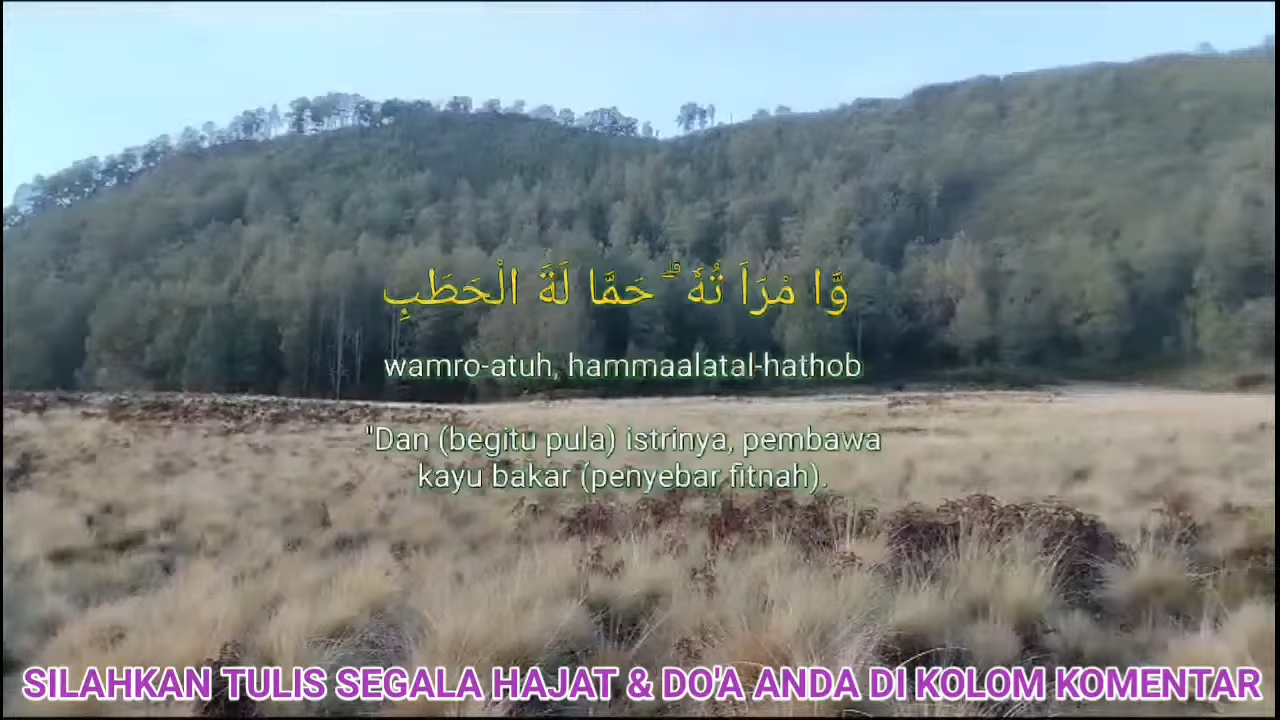 وَّا مْرَاَ تُهٗ ۗ حَمَّا لَةَ الْحَطَبِ
wamro-atuh, hammaalatal-hathob
"Dan (begitu pula) istrinya, pembawa
kayu bakar (penyebar fitnah).
SILAHKAN TULIS SEGALA HAJAT & DO'A ANDA DI KOLOM KOMENTAR